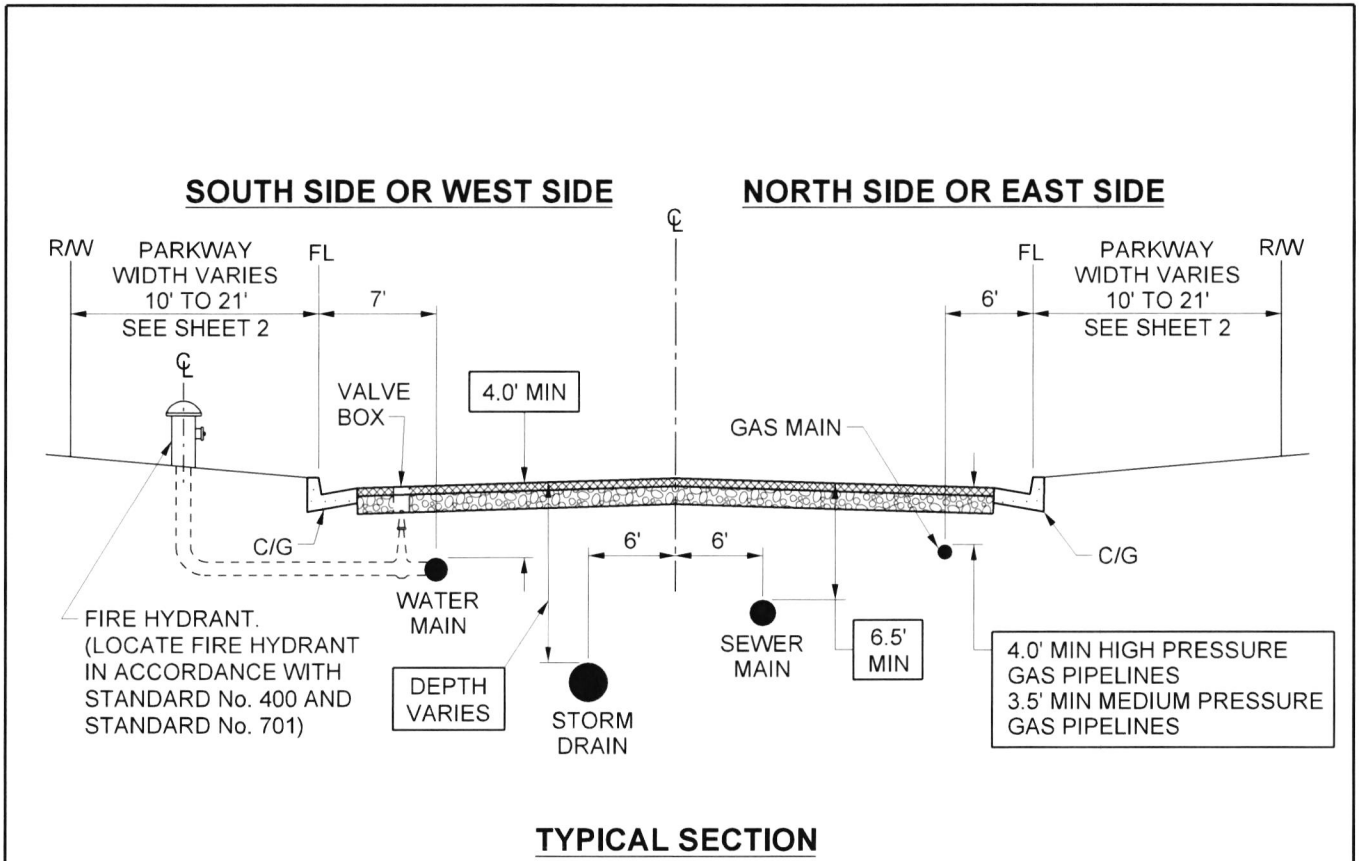 SOUTH SIDE OR WEST SIDE
NORTH SIDE OR EAST SIDE
℄
R/W
PARKWAY
WIDTH VARIES
10' TO 21'
SEE SHEET 2
FL
7'
FL
6'
PARKWAY
WIDTH VARIES
10' TO 21'
SEE SHEET 2
R/W
℄
VALVE
BOX
4.0' MIN
GAS MAIN
C/G
6'
6'
C/G
WATER
MAIN
FIRE HYDRANT.
(LOCATE FIRE HYDRANT
IN ACCORDANCE WITH
STANDARD No. 400 AND
STANDARD No. 701)
DEPTH
VARIES
STORM
DRAIN
SEWER
MAIN
6.5'
MIN
4.0' MIN HIGH PRESSURE
GAS PIPELINES
3.5' MIN MEDIUM PRESSURE
GAS PIPELINES
TYPICAL SECTION